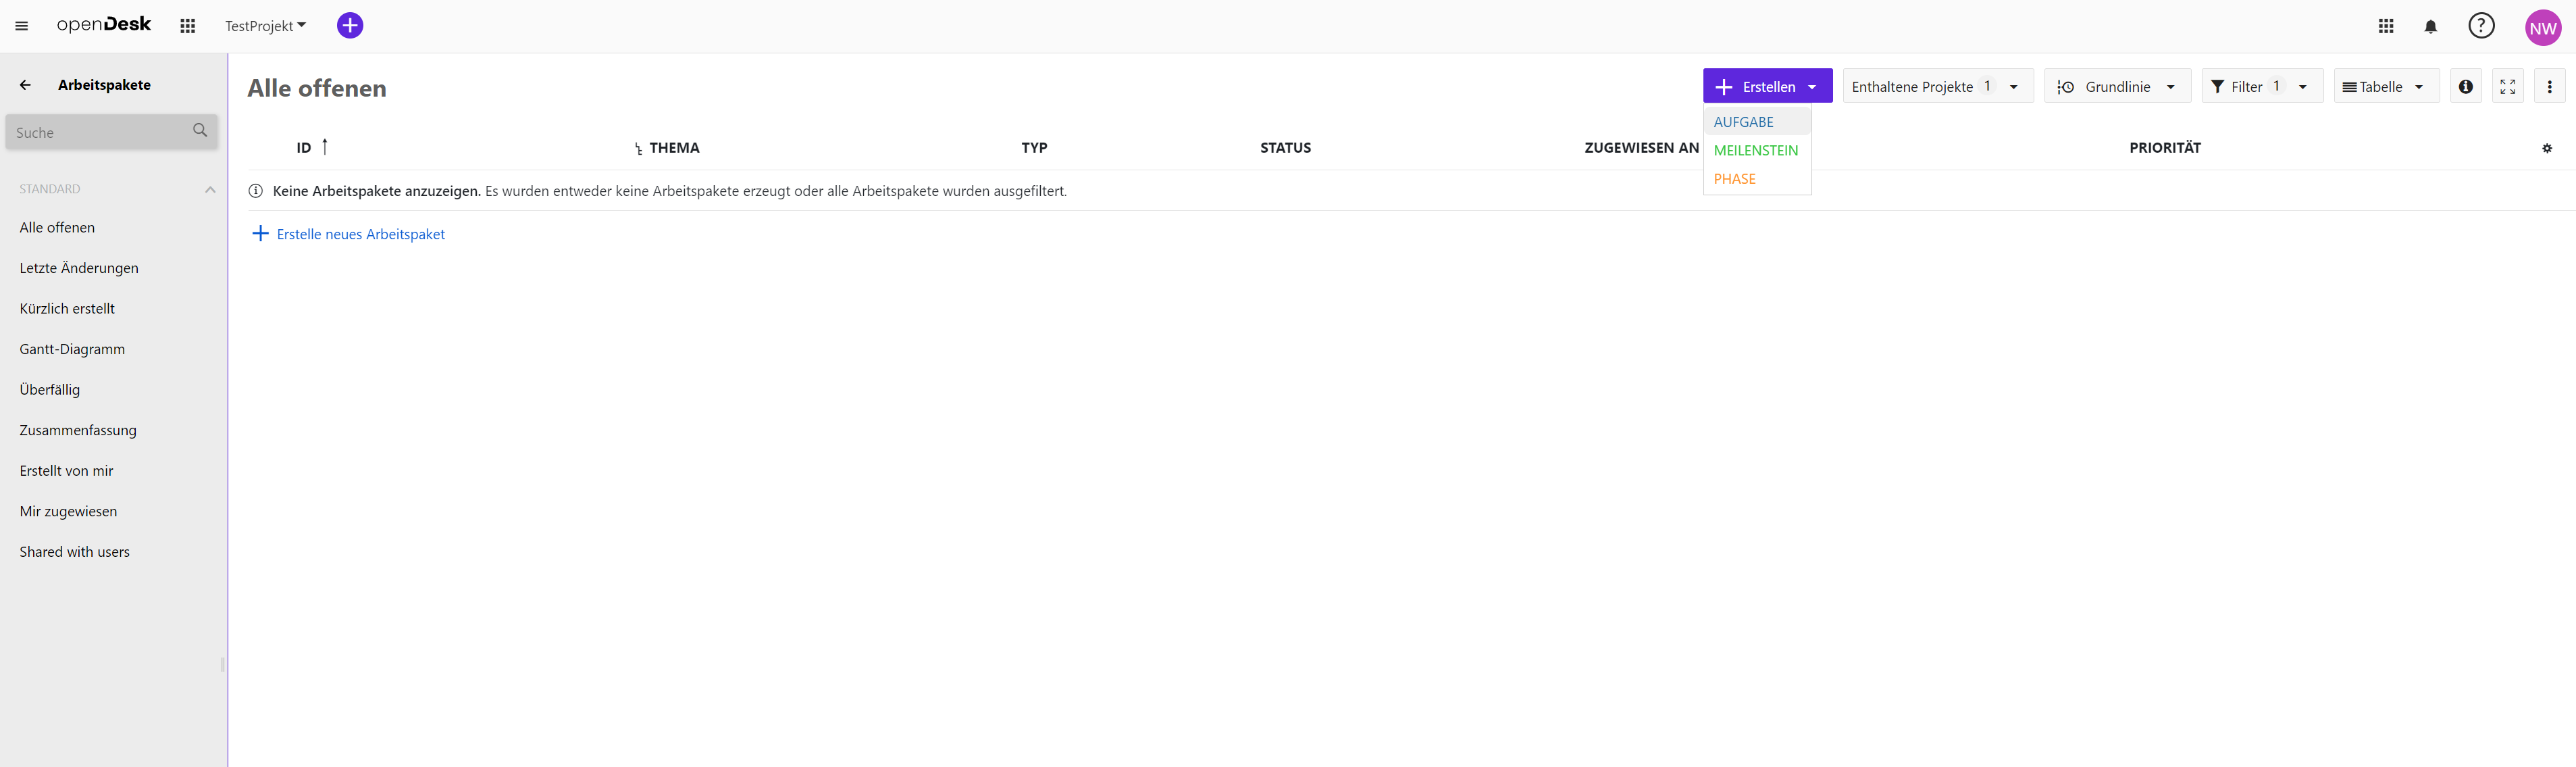 openDesk TestProjekt NW
Arbeitspakete
Suche
STANDARD
Alle offenen
Letzte Änderungen
Kürzlich erstellt
Gantt-Diagramm
Überfällig
Zusammenfassung
Erstellt von mir
Mir zugewiesen
Shared with users
Alle offenen
Erstellen Enthaltene Projekte 1 Grundlinie Filter 1 Tabelle
AUFGABE
MEILENSTEIN
PHASE
ID THEMA TYP STATUS ZUGEWIESEN AN PRIORITÄT
Keine Arbeitspakete anzuzeigen. Es wurden entweder keine Arbeitspakete erzeugt oder alle Arbeitspakete wurden ausgefiltert.
Erstelle neues Arbeitspaket